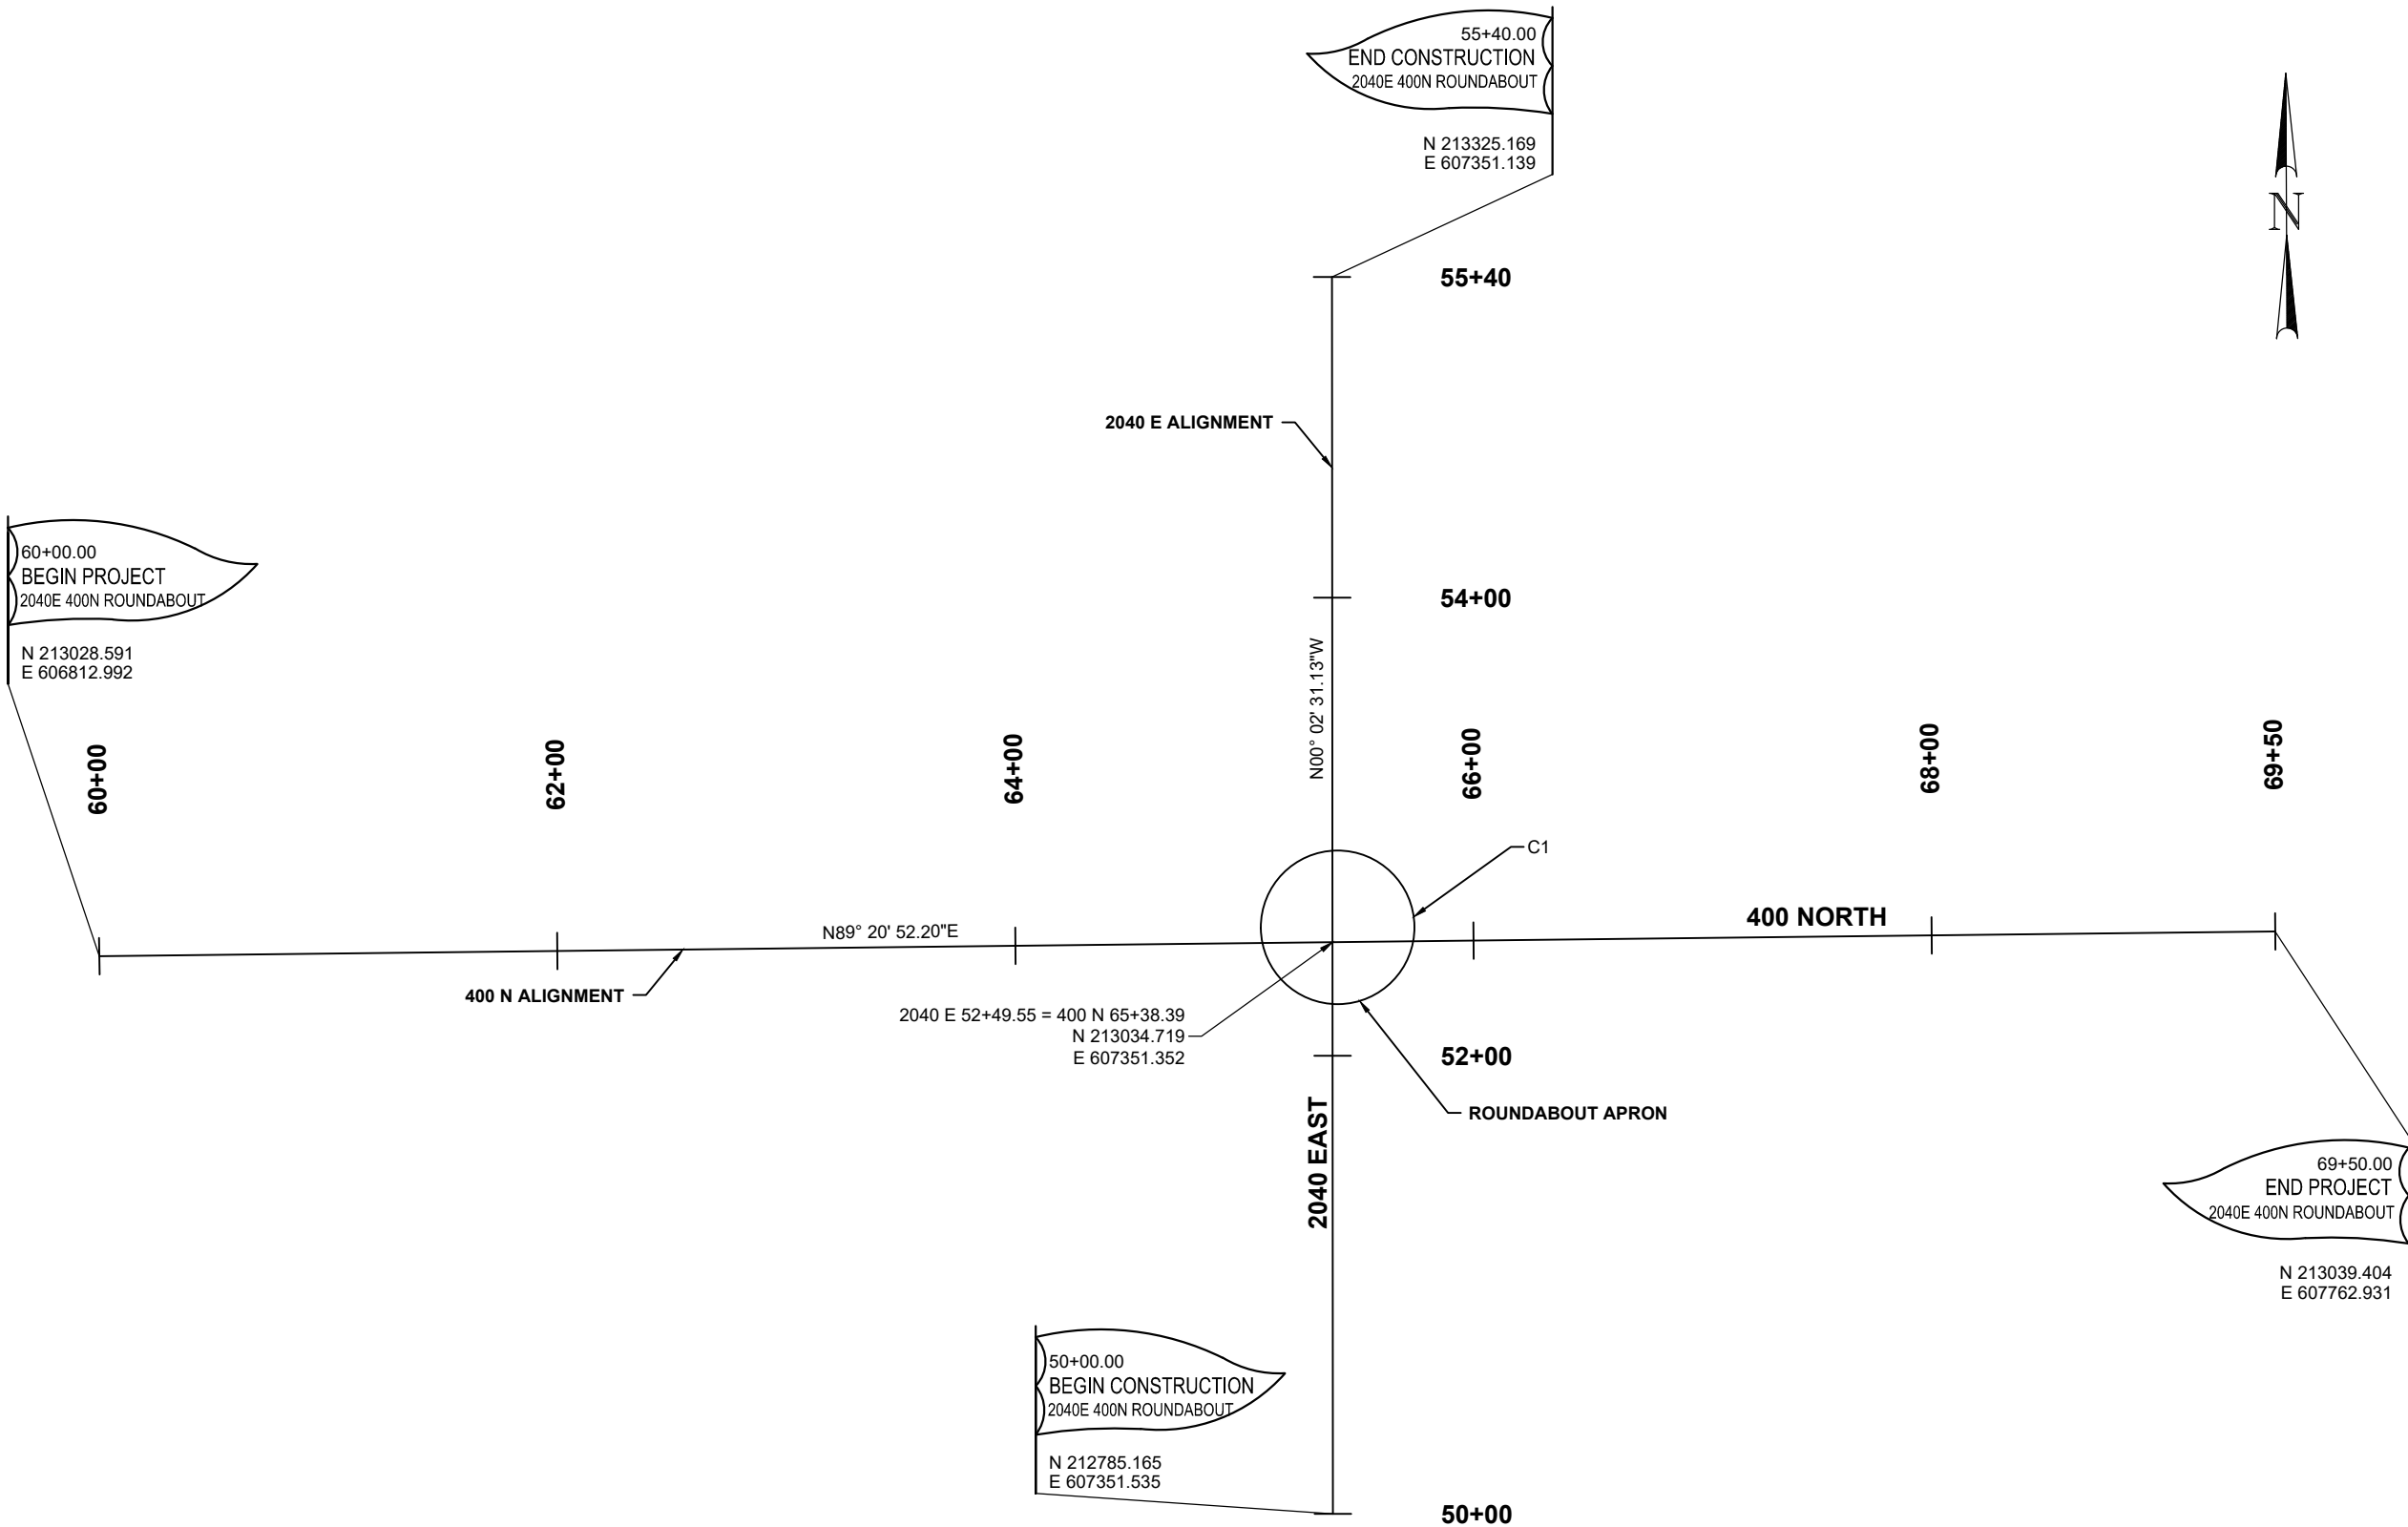 55+40.00
END CONSTRUCTION
2040E 400N ROUNDABOUT
N 213325.169
E 607351.139
N
55+40
2040 E ALIGNMENT
60+00.00
BEGIN PROJECT
2040E 400N ROUNDABOUT
N 213028.591
E 606812.992
54+00
N00° 02' 31.13"W
60+00
62+00
64+00
66+00
68+00
69+50
C1
400 NORTH
N89° 20' 52.20"E
400 N ALIGNMENT
2040 E 52+49.55 = 400 N 65+38.39
N 213034.719
E 607351.352
52+00
ROUNDABOUT APRON
2040 EAST
69+50.00
END PROJECT
2040E 400N ROUNDABOUT
N 213039.404
E 607762.931
50+00.00
BEGIN CONSTRUCTION
2040E 400N ROUNDABOUT
N 212785.165
E 607351.535
50+00